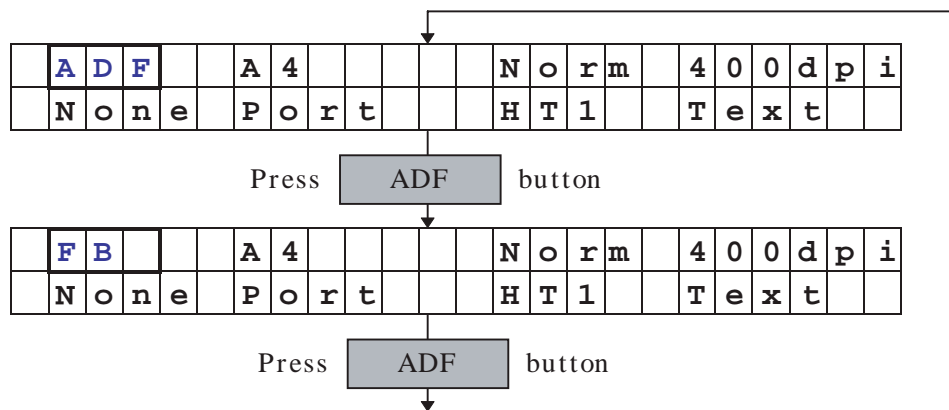 ADF A4 Norm 400dpi
None Port HT1 Text
Press ADF button
FB A4 Norm 400dpi
None Port HT1 Text
Press ADF button